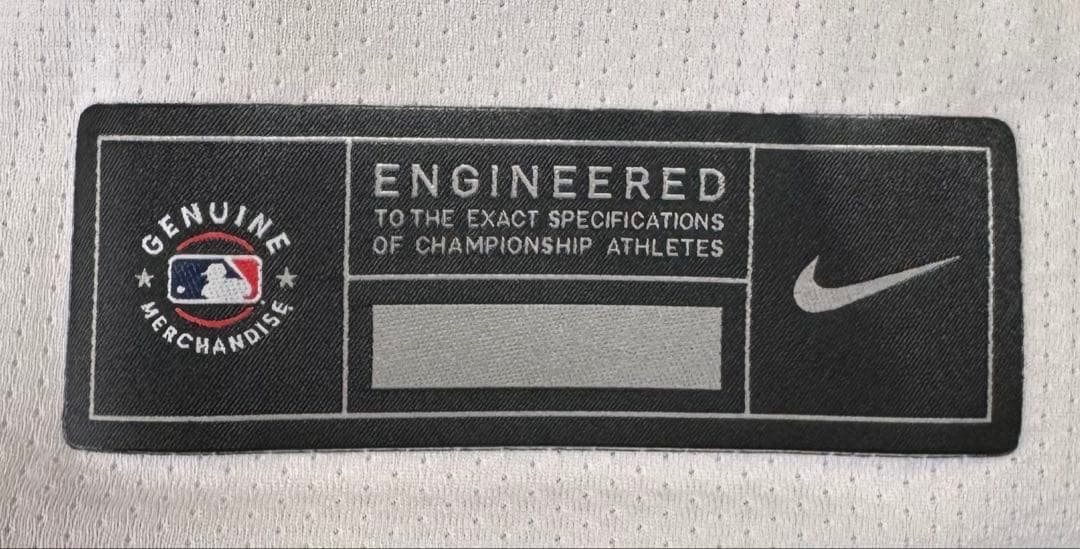 GENUINE
MERCHANDISE
ENGINEERED
TO THE EXACT SPECIFICATIONS
OF CHAMPIONSHIP ATHLETES